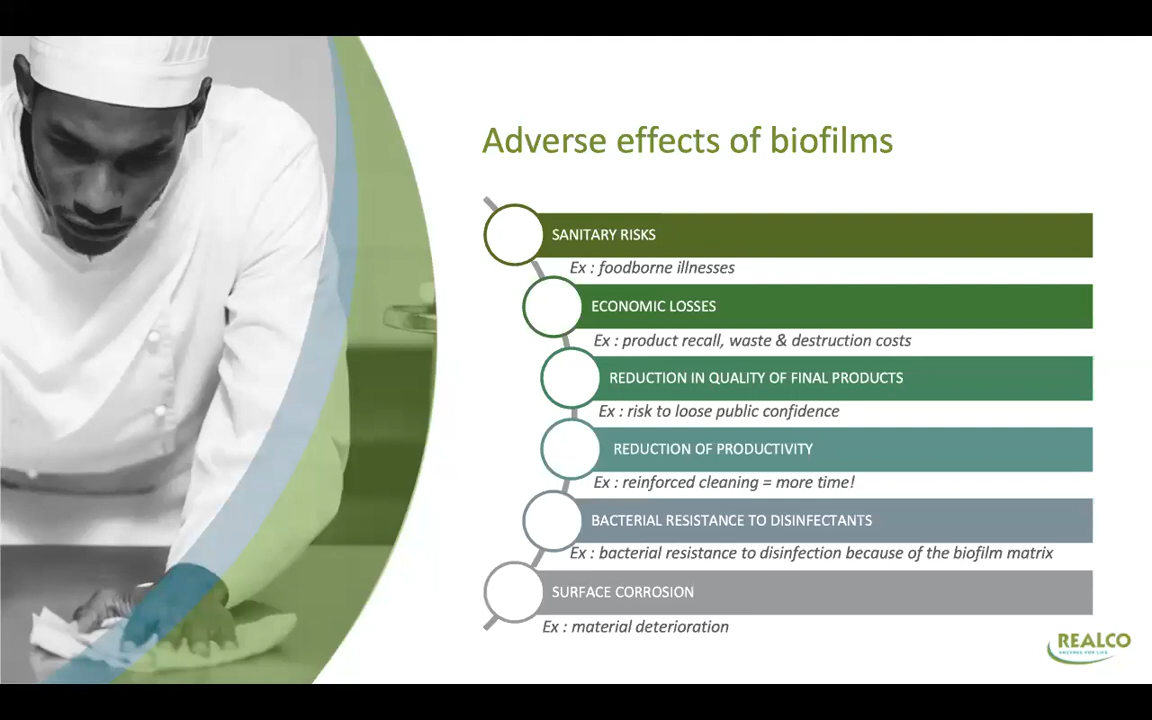 Adverse effects of biofilms
SANITARY RISKS
Ex : foodborne illnesses
ECONOMIC LOSSES
Ex : product recall, waste & destruction costs
REDUCTION IN QUALITY OF FINAL PRODUCTS
Ex : risk to loose public confidence
REDUCTION OF PRODUCTIVITY
Ex : reinforced cleaning = more time!
BACTERIAL RESISTANCE TO DISINFECTANTS
Ex : bacterial resistance to disinfection because of the biofilm matrix
SURFACE CORROSION
Ex : material deterioration
REALCO
ENZYMES FOR LIFE